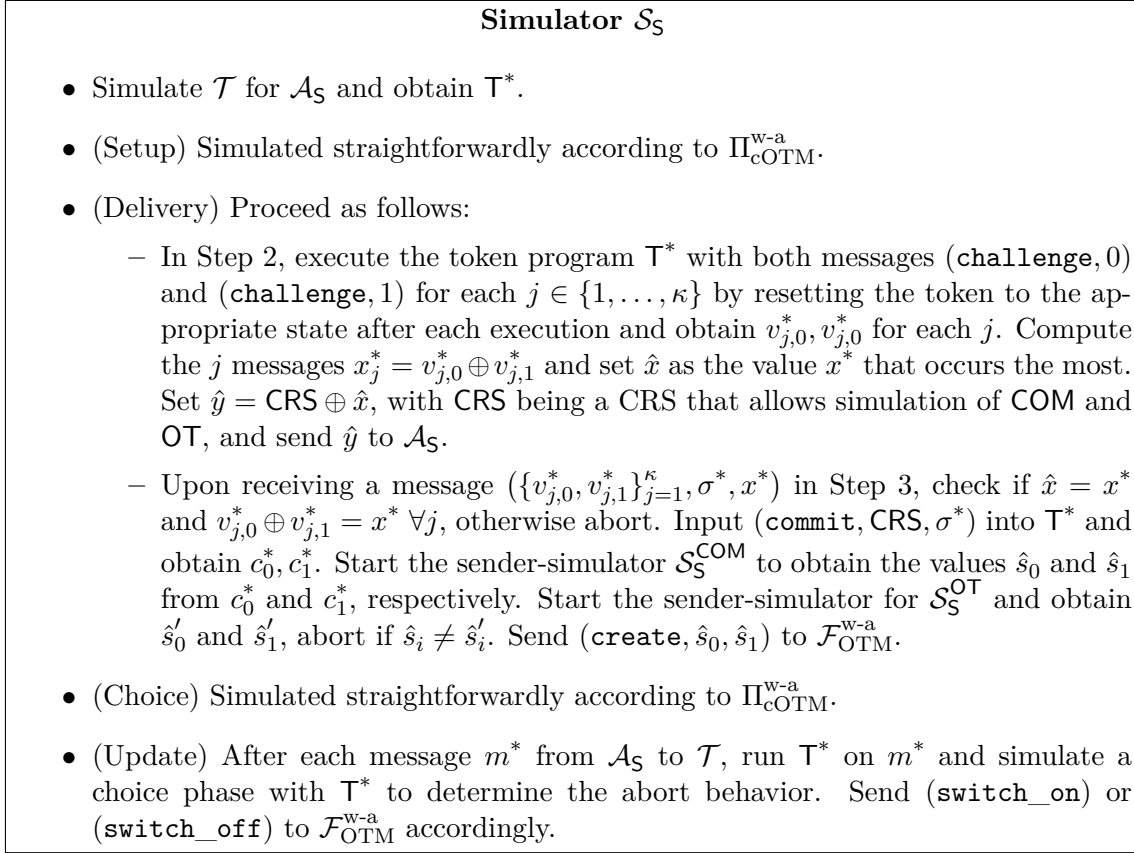 Simulator 𝒮_S
• Simulate 𝒯 for 𝒜_S and obtain T*.
• (Setup) Simulated straightforwardly according to Π^{w-a}_{cOTM}.
• (Delivery) Proceed as follows:
– In Step 2, execute the token program T* with both messages (challenge, 0)
and (challenge, 1) for each j ∈ {1, . . . , κ} by resetting the token to the ap-
propriate state after each execution and obtain v*_{j,0}, v*_{j,0} for each j. Compute
the j messages x*_j = v*_{j,0} ⊕ v*_{j,1} and set x̂ as the value x* that occurs the most.
Set ŷ = CRS ⊕ x̂, with CRS being a CRS that allows simulation of COM and
OT, and send ŷ to 𝒜_S.
– Upon receiving a message ({v*_{j,0}, v*_{j,1}}^κ_{j=1}, σ*, x*) in Step 3, check if x̂ = x*
and v*_{j,0} ⊕ v*_{j,1} = x* ∀j, otherwise abort. Input (commit, CRS, σ*) into T* and
obtain c*_0, c*_1. Start the sender-simulator 𝒮^{COM}_S to obtain the values ŝ_0 and ŝ_1
from c*_0 and c*_1, respectively. Start the sender-simulator for 𝒮^{OT}_S and obtain
ŝ′_0 and ŝ′_1, abort if ŝ_i ≠ ŝ′_i. Send (create, ŝ_0, ŝ_1) to ℱ^{w-a}_{OTM}.
• (Choice) Simulated straightforwardly according to Π^{w-a}_{cOTM}.
• (Update) After each message m* from 𝒜_S to 𝒯, run T* on m* and simulate a
choice phase with T* to determine the abort behavior. Send (switch_on) or
(switch_off) to ℱ^{w-a}_{OTM} accordingly.